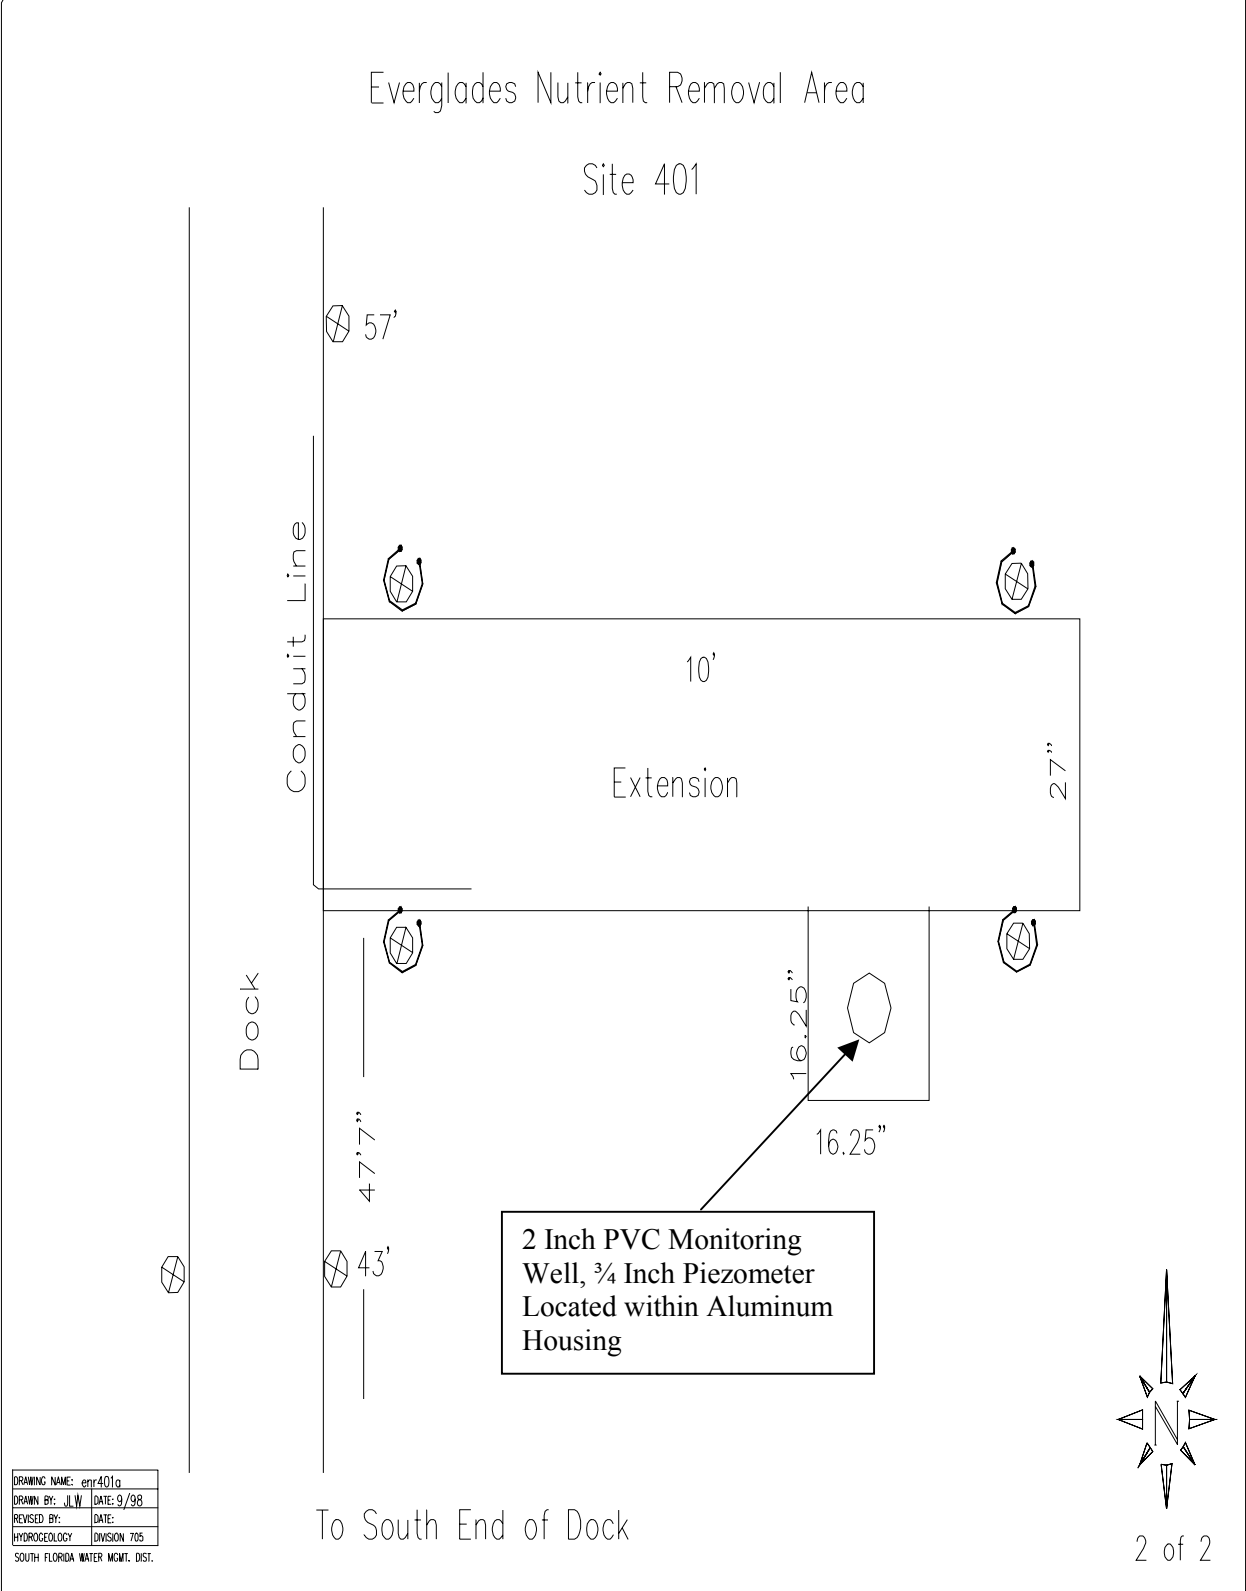 Everglades Nutrient Removal Area
Site 401
57'
Conduit Line
10'
Extension
27"
Dock
16.25"
16.25"
47'7"
43'
2 Inch PVC Monitoring
Well, ¾ Inch Piezometer
Located within Aluminum
Housing
N
DRAWING NAME: enr401a
DRAWN BY: JLW DATE: 9/98
REVISED BY: DATE:
HYDROGEOLOGY DIVISION 705
SOUTH FLORIDA WATER MGMT. DIST.
To South End of Dock
2 of 2